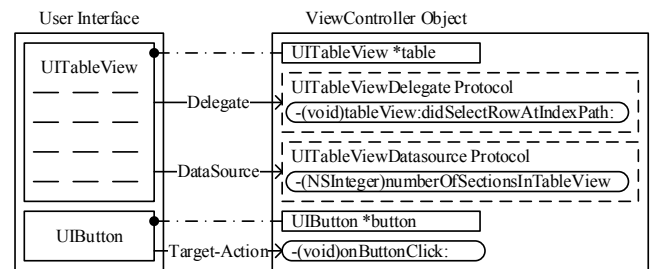 User Interface
ViewController Object
UITableView
UITableView *table
UITableViewDelegate Protocol
Delegate
-(void)tableView:didSelectRowAtIndexPath:
UITableViewDatasource Protocol
DataSource
-(NSInteger)numberOfSectionsInTableView
UIButton *button
UIButton
Target-Action
-(void)onButtonClick: